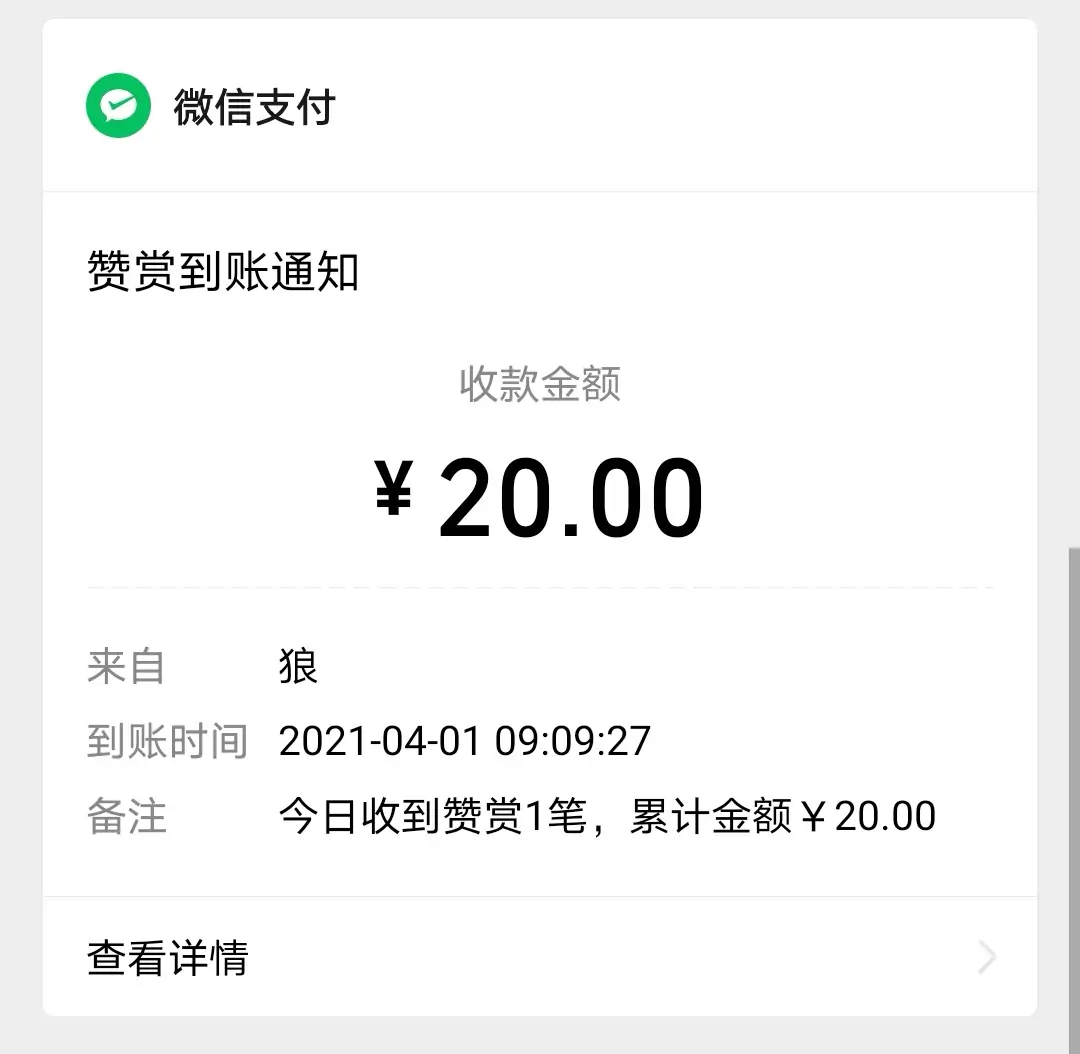 微信支付
赞赏到账通知
收款金额
¥20.00
来自 狼
到账时间 2021-04-01 09:09:27
备注 今日收到赞赏1笔，累计金额￥20.00
查看详情